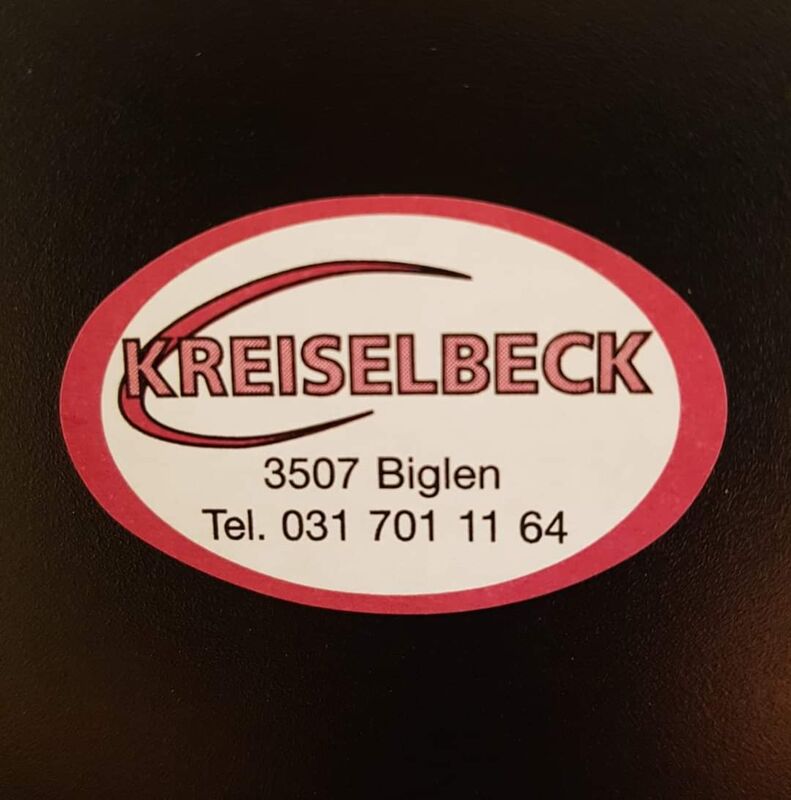 KREISELBECK
3507 Biglen
Tel. 031 701 11 64